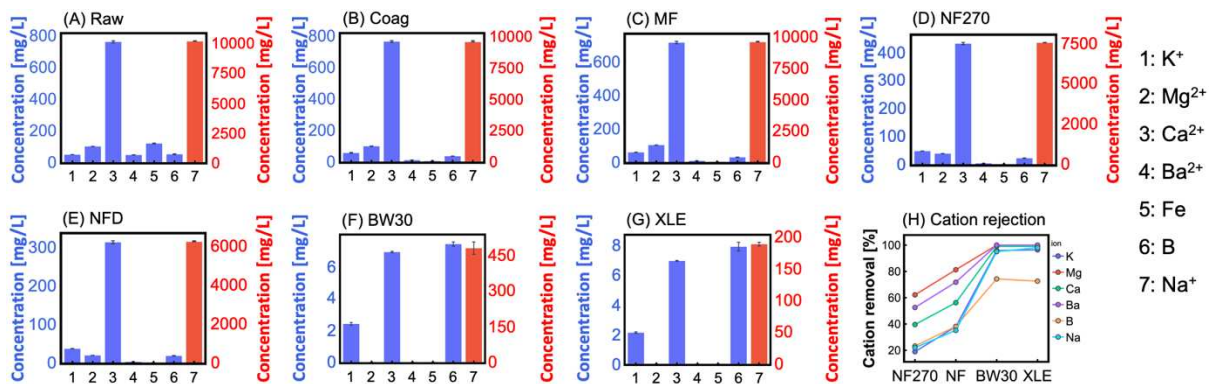 (A) Raw
Concentration [mg/L]
800
600
400
200
0
1 2 3 4 5 6 7
10000
7500
5000
2500
0
Concentration [mg/L]
(B) Coag
Concentration [mg/L]
800
600
400
200
0
1 2 3 4 5 6 7
10000
7500
5000
2500
0
Concentration [mg/L]
(C) MF
Concentration [mg/L]
600
400
200
0
1 2 3 4 5 6 7
10000
7500
5000
2500
0
Concentration [mg/L]
(D) NF270
Concentration [mg/L]
400
300
200
100
0
1 2 3 4 5 6 7
7500
5000
2500
0
Concentration [mg/L]
1: K⁺
2: Mg²⁺
3: Ca²⁺
4: Ba²⁺
5: Fe
6: B
7: Na⁺
(E) NFD
Concentration [mg/L]
300
200
100
0
1 2 3 4 5 6 7
6000
4000
2000
0
Concentration [mg/L]
(F) BW30
Concentration [mg/L]
6
4
2
0
1 2 3 4 5 6 7
450
300
150
0
Concentration [mg/L]
(G) XLE
Concentration [mg/L]
8
6
4
2
0
1 2 3 4 5 6 7
200
150
100
50
0
Concentration [mg/L]
(H) Cation rejection
Cation removal [%]
100
80
60
40
20
NF270 NF BW30 XLE
Ion
K
Mg
Ca
Ba
B
Na